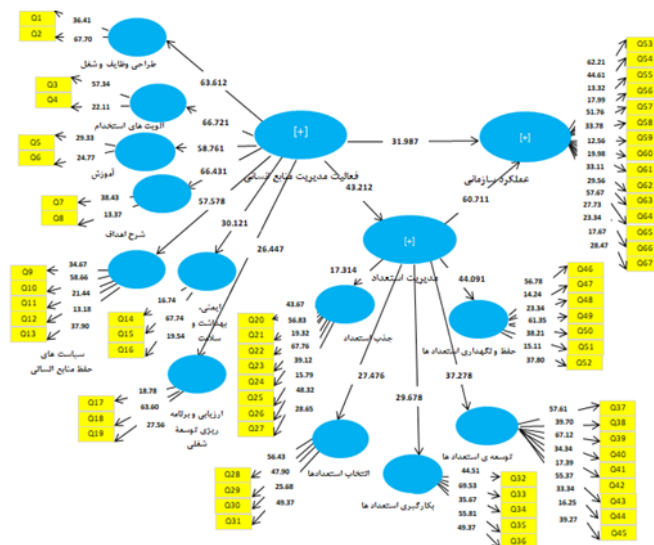 Q1
Q2
36.41
67.70
طراحی وظایف و شغل
63.612
Q3
Q4
57.34
22.11
الویت های استخدام
66.721
Q5
Q6
29.33
24.77
آموزش
58.761
Q7
Q8
38.43
13.37
شرح اهداف
66.431
[+]
فعالیت مدیریت منابع انسانی
31.987
[+]
عملکرد سازمانی
62.21
44.61
13.32
17.99
51.76
33.78
12.56
19.98
33.11
29.56
57.67
27.73
23.34
17.67
28.47
Q53
Q54
Q55
Q56
Q57
Q58
Q59
Q60
Q61
Q62
Q63
Q64
Q65
Q66
Q67
57.578
Q9
Q10
Q11
Q12
Q13
34.67
58.66
21.44
13.18
37.90
سیاست های
حفظ منابع انسانی
30.121
Q14
Q15
Q16
16.74
67.74
19.54
ایمنی،
بهداشت و
سلامت
26.447
Q17
Q18
Q19
18.78
63.60
27.56
ارزیابی و برنامه
ریزی توسعۀ
شغلی
43.212
60.711
[+]
مدیریت استعداد
17.314
Q20
Q21
Q22
Q23
Q24
Q25
Q26
Q27
43.67
56.83
19.32
67.76
39.12
15.79
48.32
28.65
جذب استعداد
44.091
56.78
14.24
23.34
61.35
38.21
15.11
37.80
Q46
Q47
Q48
Q49
Q50
Q51
Q52
حفظ و نگهداری استعداد ها
27.476
Q28
Q29
Q30
Q31
56.43
47.90
25.68
49.37
انتخاب استعدادها
29.678
44.51
69.53
35.67
55.81
49.37
Q32
Q33
Q34
Q35
Q36
بکارگیری استعداد ها
37.278
57.61
39.70
67.12
34.34
17.39
55.37
33.34
16.25
39.27
Q37
Q38
Q39
Q40
Q41
Q42
Q43
Q44
Q45
توسعه ی استعداد ها